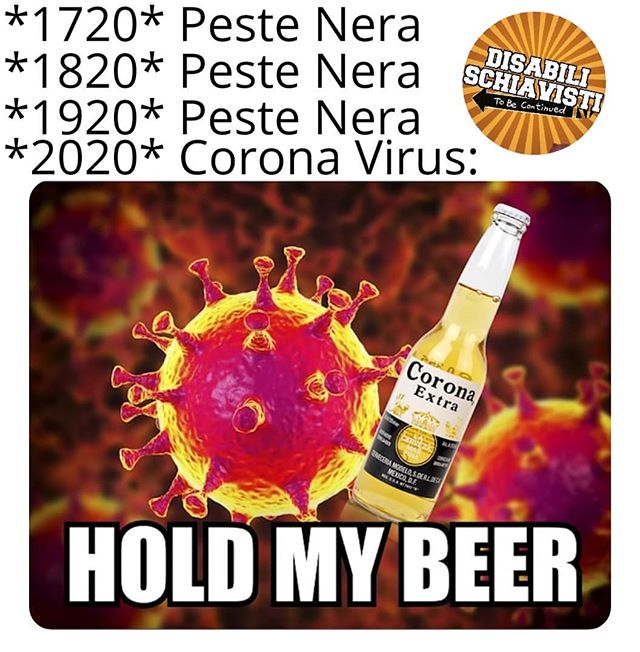 *1720* Peste Nera
*1820* Peste Nera
*1920* Peste Nera
*2020* Corona Virus:
DISABILI
SCHIAVISTI
To Be Continued
Corona
Extra
HOLD MY BEER